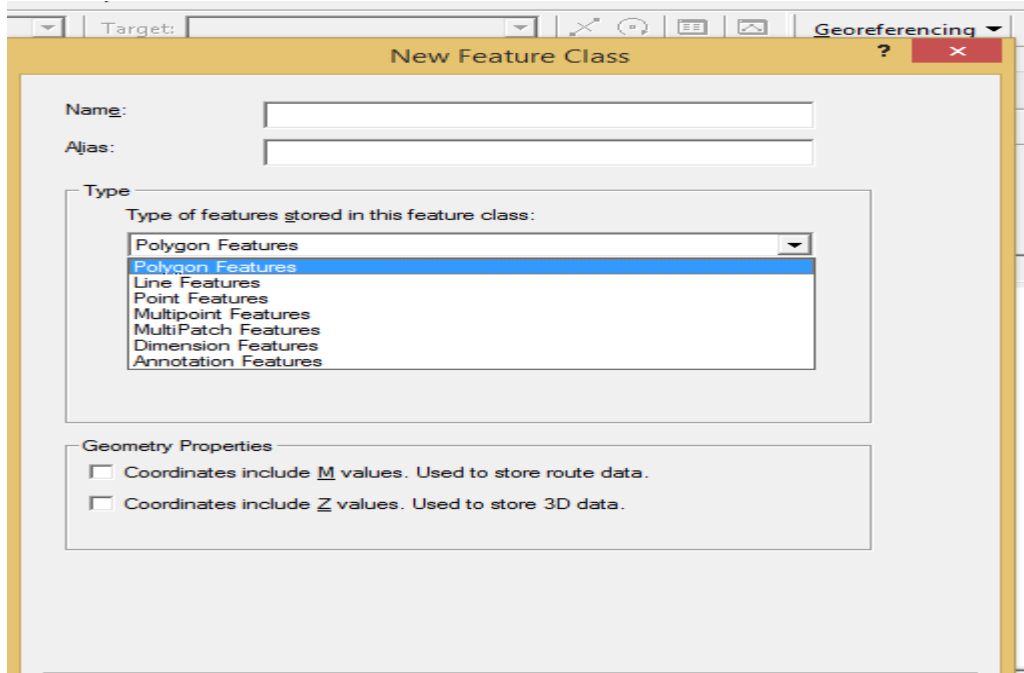 Target:
Georeferencing
New Feature Class
?
Name:
Alias:
Type
Type of features stored in this feature class:
Polygon Features
Polygon Features
Line Features
Point Features
Multipoint Features
MultiPatch Features
Dimension Features
Annotation Features
Geometry Properties
Coordinates include M values. Used to store route data.
Coordinates include Z values. Used to store 3D data.